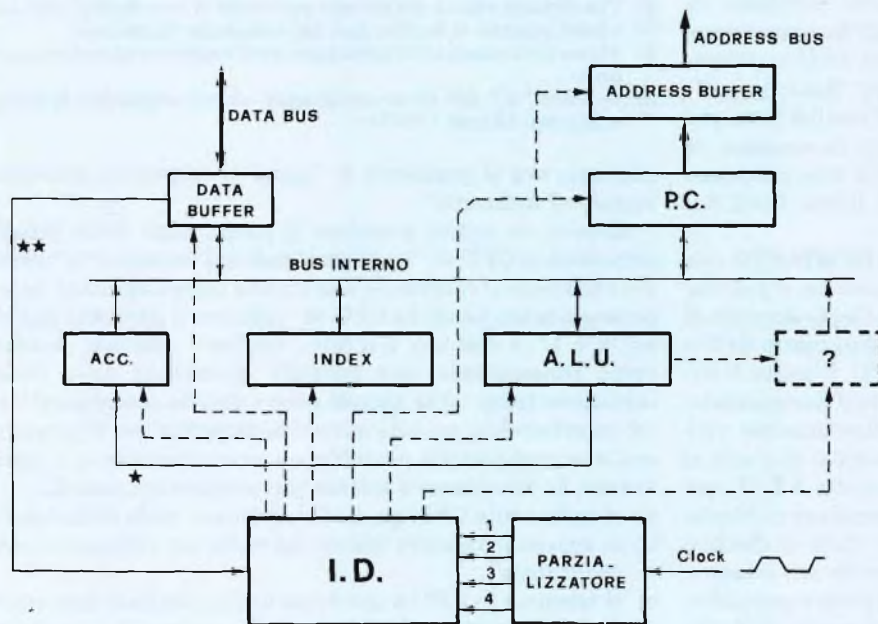 ADDRESS BUS
ADDRESS BUFFER
DATA BUS
DATA
BUFFER
P.C.
★★
BUS INTERNO
ACC.
INDEX
A.L.U.
?
★
I.D.
1
2
3
4
PARZIA-
LIZZATORE
Clock